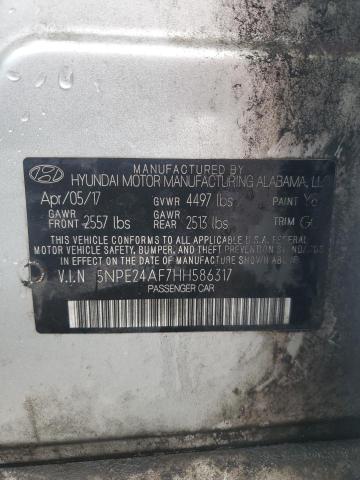 MANUFACTURED BY
HYUNDAI MOTOR MANUFACTURING ALABAMA,
Apr/05/17 GVWR 4497 lbs PAINT
GAWR FRONT 2557 lbs GAWR REAR 2513 lbs TRIM
THIS VEHICLE CONFORMS TO ALL APPLICABLE U.S.A. FEDERAL
MOTOR VEHICLE SAFETY, BUMPER, AND THEFT PREVENTION STANDARDS
IN EFFECT ON THE DATE OF MANUFACTURE SHOWN ABOVE.
V.I.N 5NPE24AF7HH586317
PASSENGER CAR